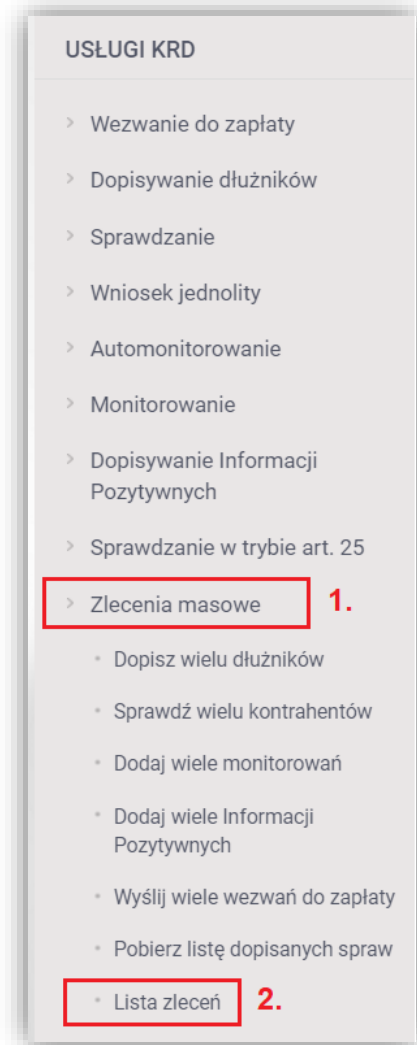 USŁUGI KRD
Wezwanie do zapłaty
Dopisywanie dłużników
Sprawdzanie
Wniosek jednolity
Automonitorowanie
Monitorowanie
Dopisywanie Informacji
Pozytywnych
Sprawdzanie w trybie art. 25
Zlecenia masowe 1.
Dopisz wielu dłużników
Sprawdź wielu kontrahentów
Dodaj wiele monitorowań
Dodaj wiele Informacji
Pozytywnych
Wyślij wiele wezwań do zapłaty
Pobierz listę dopisanych spraw
Lista zleceń 2.